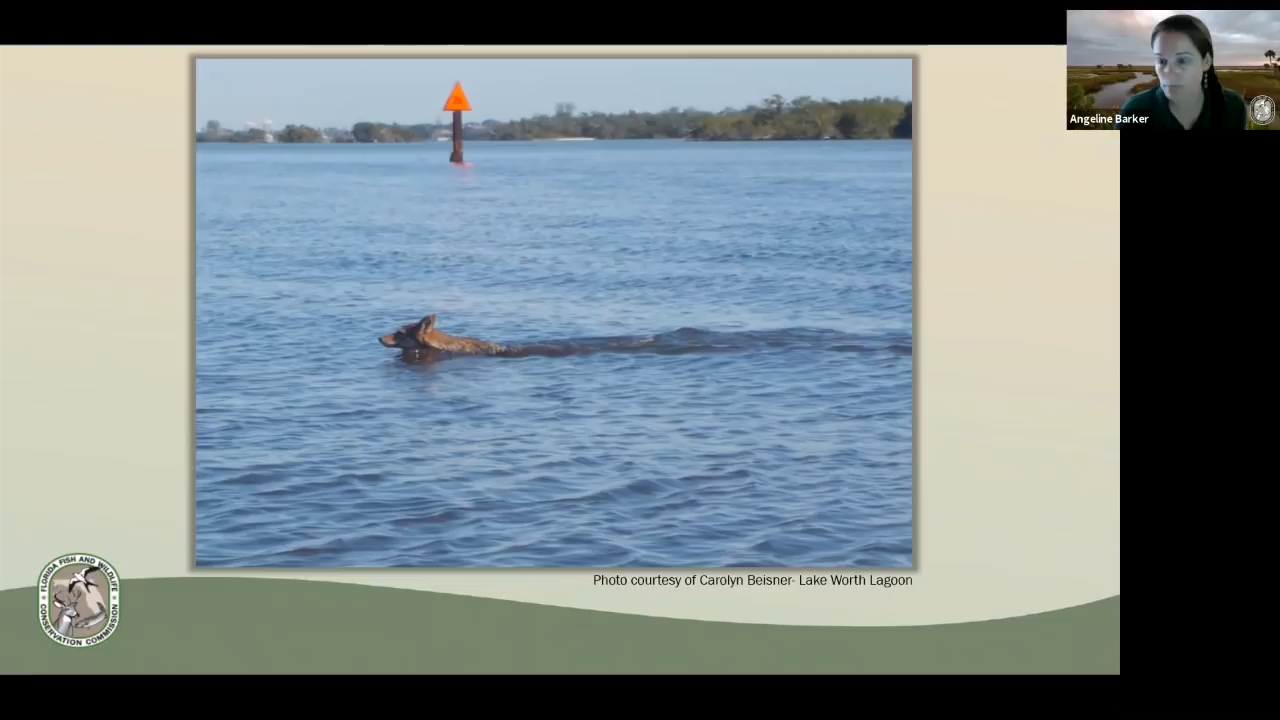 Angeline Barker
Photo courtesy of Carolyn Beisner- Lake Worth Lagoon
FLORIDA FISH AND WILDLIFE
CONSERVATION COMMISSION